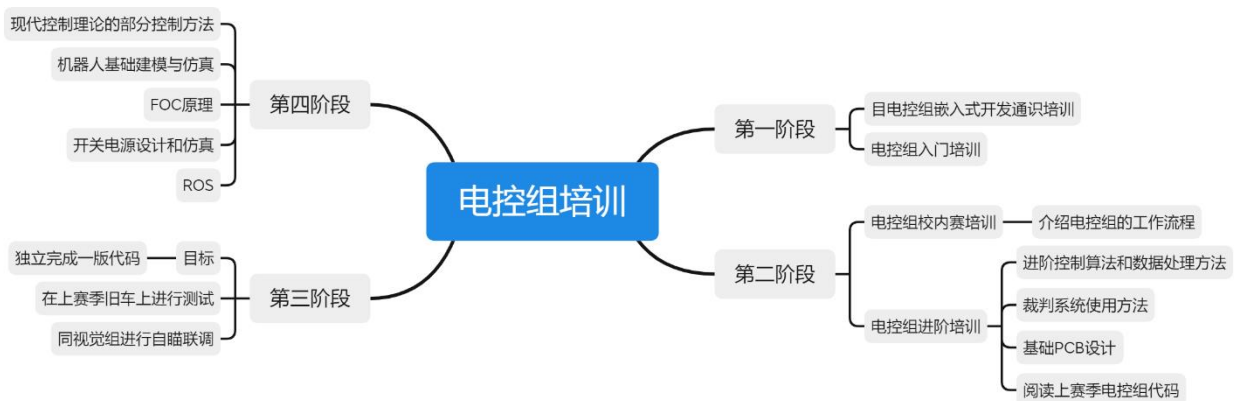 电控组培训
第一阶段
目电控组嵌入式开发通识培训
电控组入门培训
第二阶段
电控组校内赛培训
介绍电控组的工作流程
电控组进阶培训
进阶控制算法和数据处理方法
裁判系统使用方法
基础PCB设计
阅读上赛季电控组代码
第三阶段
目标
独立完成一版代码
在上赛季旧车上进行测试
同视觉组进行自瞄联调
第四阶段
现代控制理论的部分控制方法
机器人基础建模与仿真
FOC原理
开关电源设计和仿真
ROS